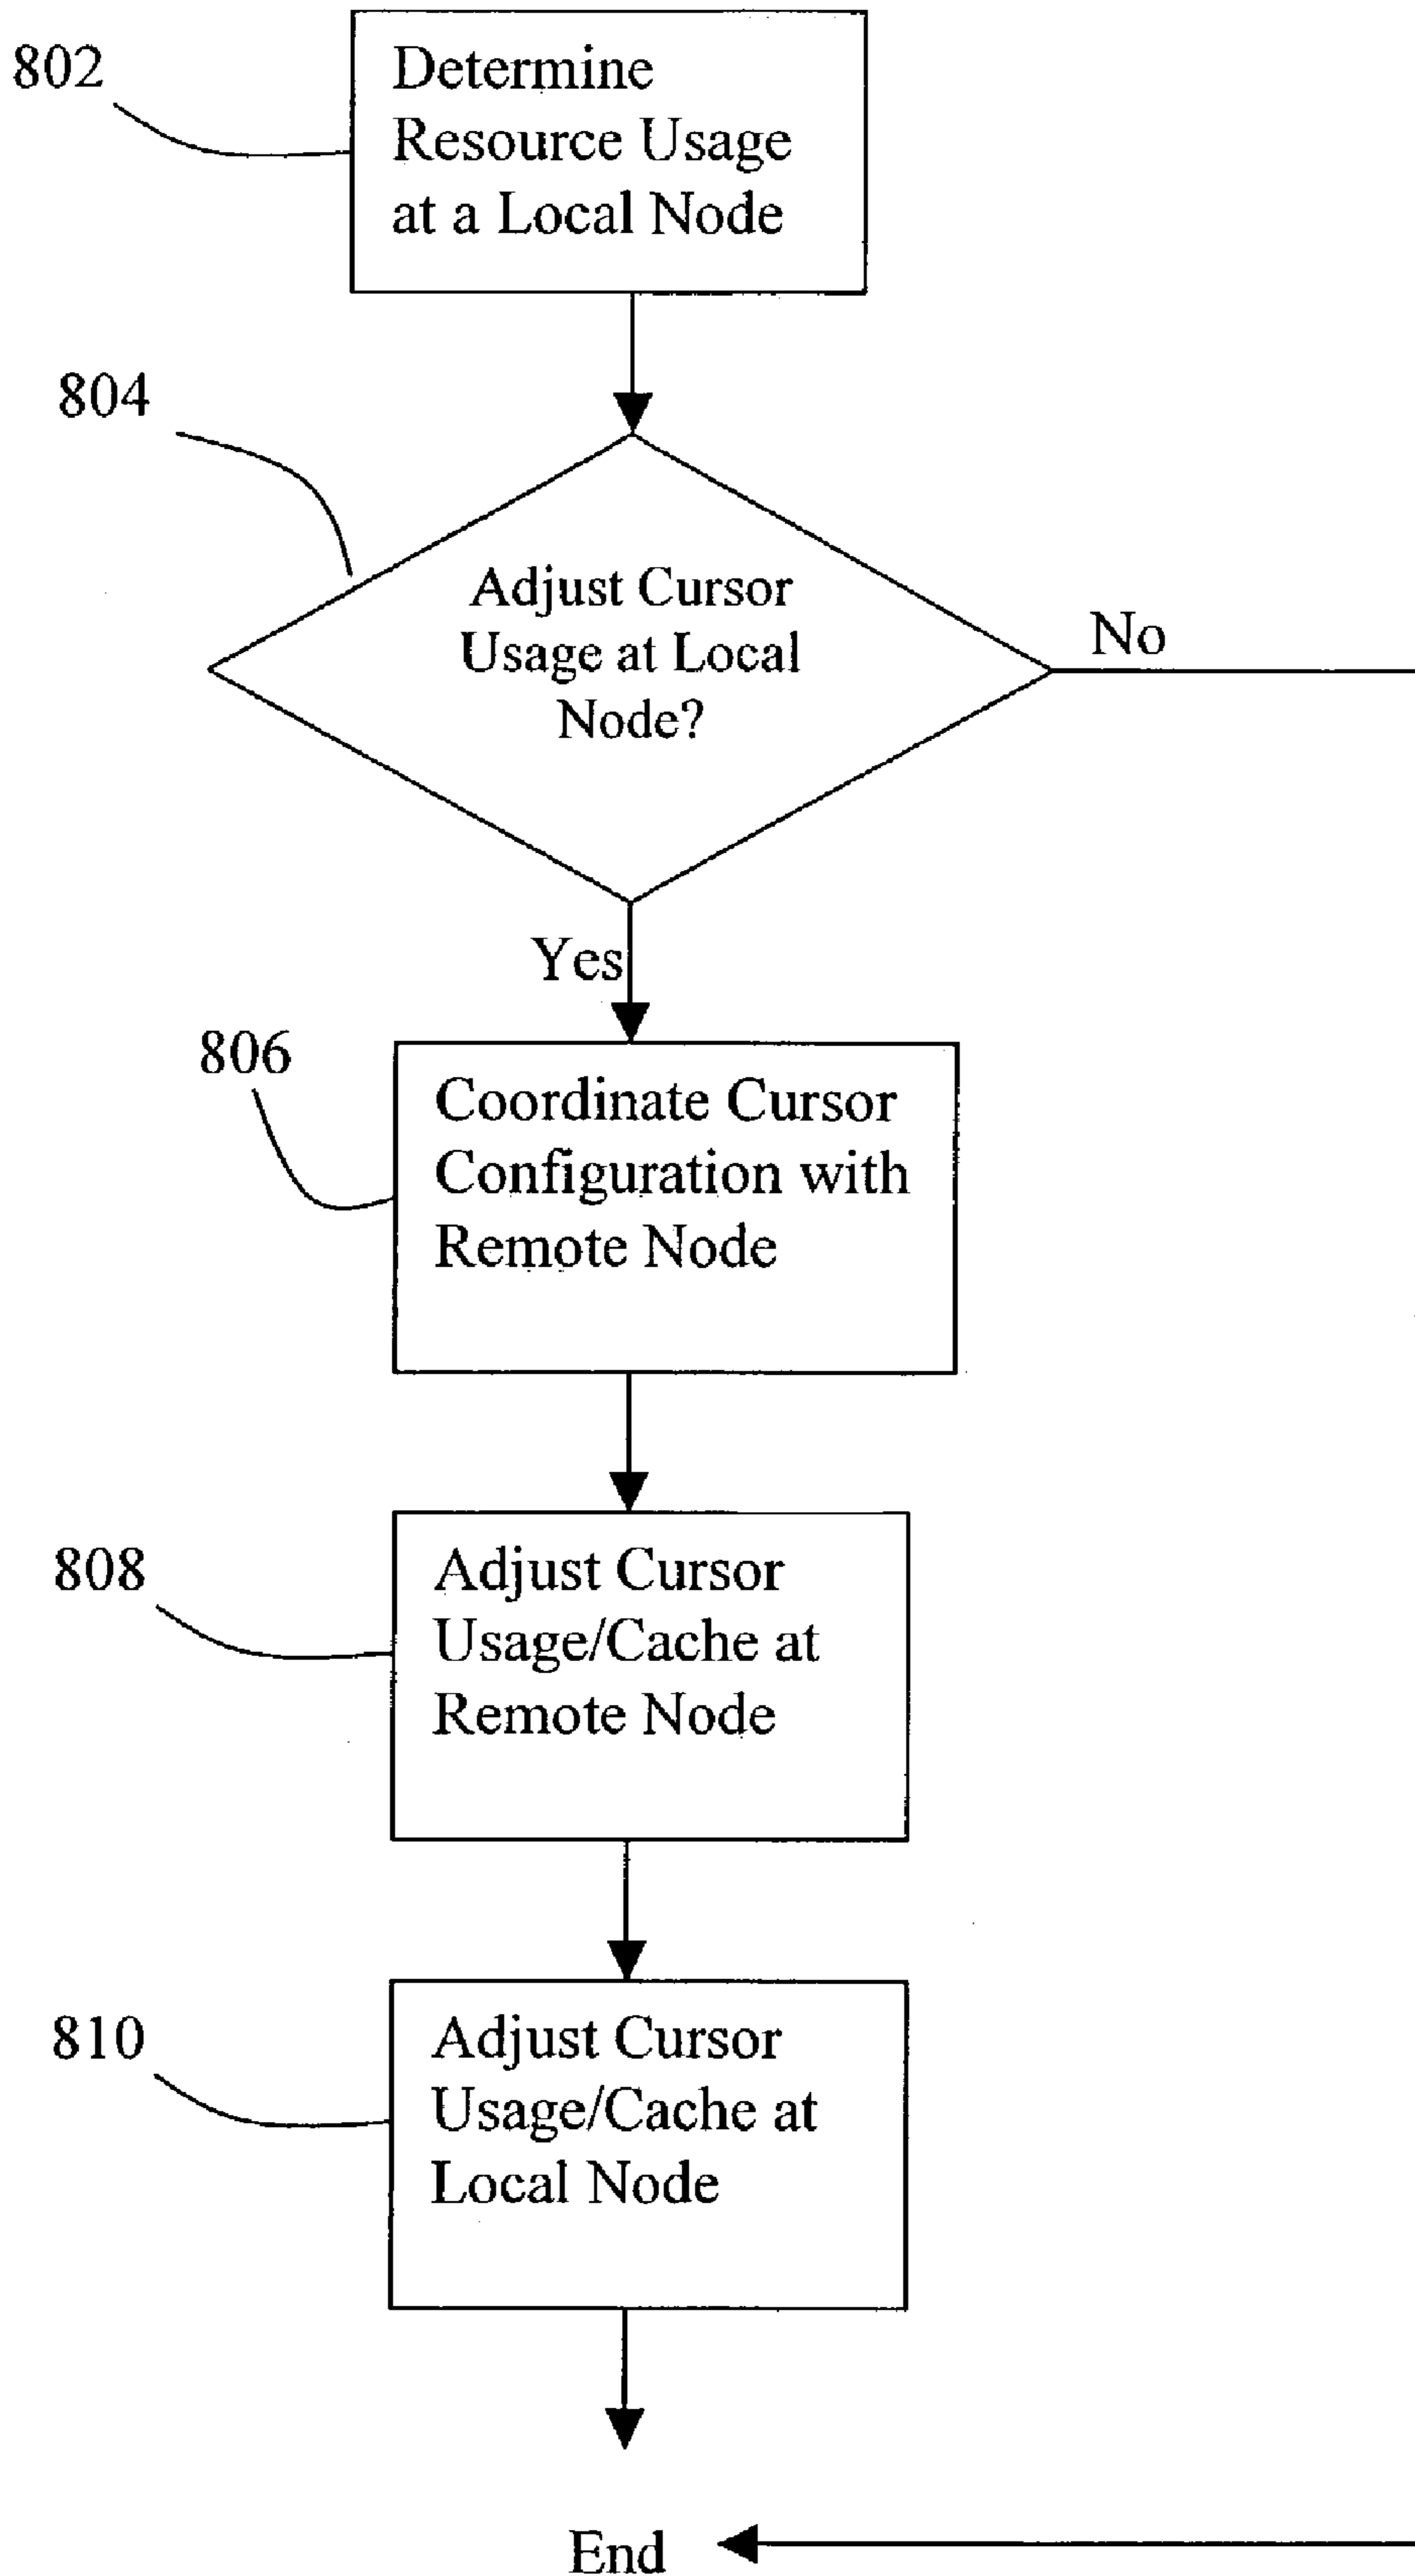 802
Determine
Resource Usage
at a Local Node
804
Adjust Cursor
Usage at Local
Node?
No
Yes
806
Coordinate Cursor
Configuration with
Remote Node
808
Adjust Cursor
Usage/Cache at
Remote Node
810
Adjust Cursor
Usage/Cache at
Local Node
End